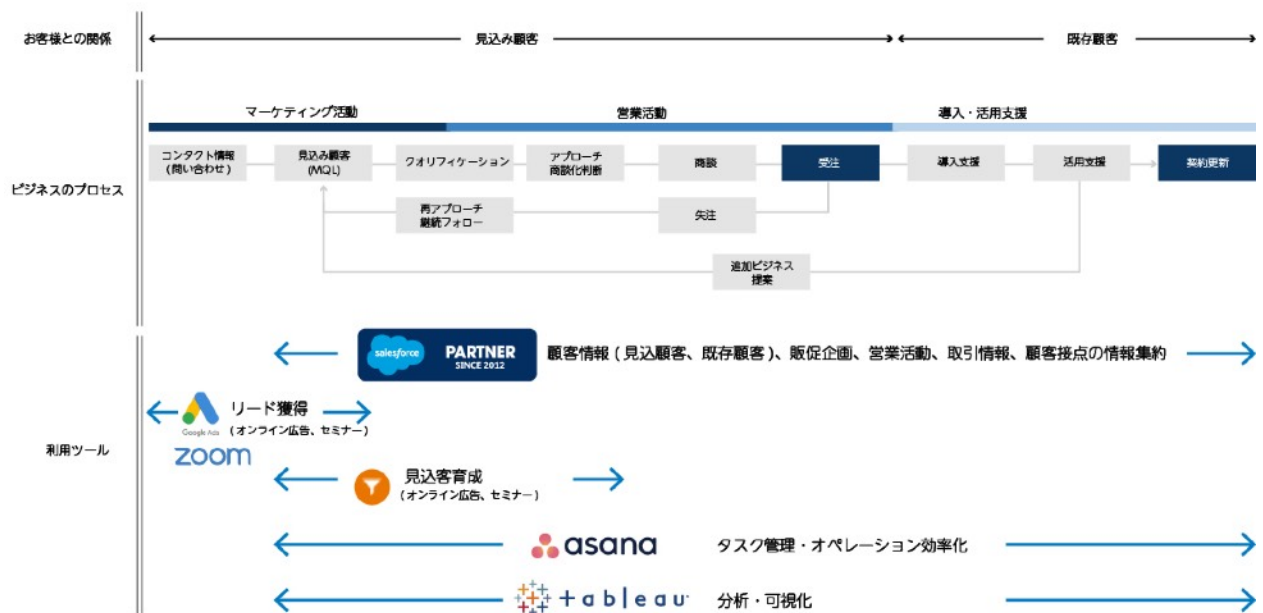 お客様との関係
見込み顧客
既存顧客
マーケティング活動
営業活動
導入・活用支援
ビジネスのプロセス
コンタクト情報
(問い合わせ)
見込み顧客
(MQL)
クオリフィケーション
アプローチ
商談化判断
商談
受注
導入支援
活用支援
契約更新
再アプローチ
継続フォロー
失注
追加ビジネス
提案
利用ツール
salesforce
PARTNER
SINCE 2012
顧客情報 ( 見込顧客、既存顧客 )、販促企画、営業活動、取引情報、顧客接点の情報集約
Google Ads
リード獲得
(オンライン広告、セミナー)
zoom
見込客育成
(オンライン広告、セミナー)
asana
タスク管理・オペレーション効率化
tableau
分析・可視化